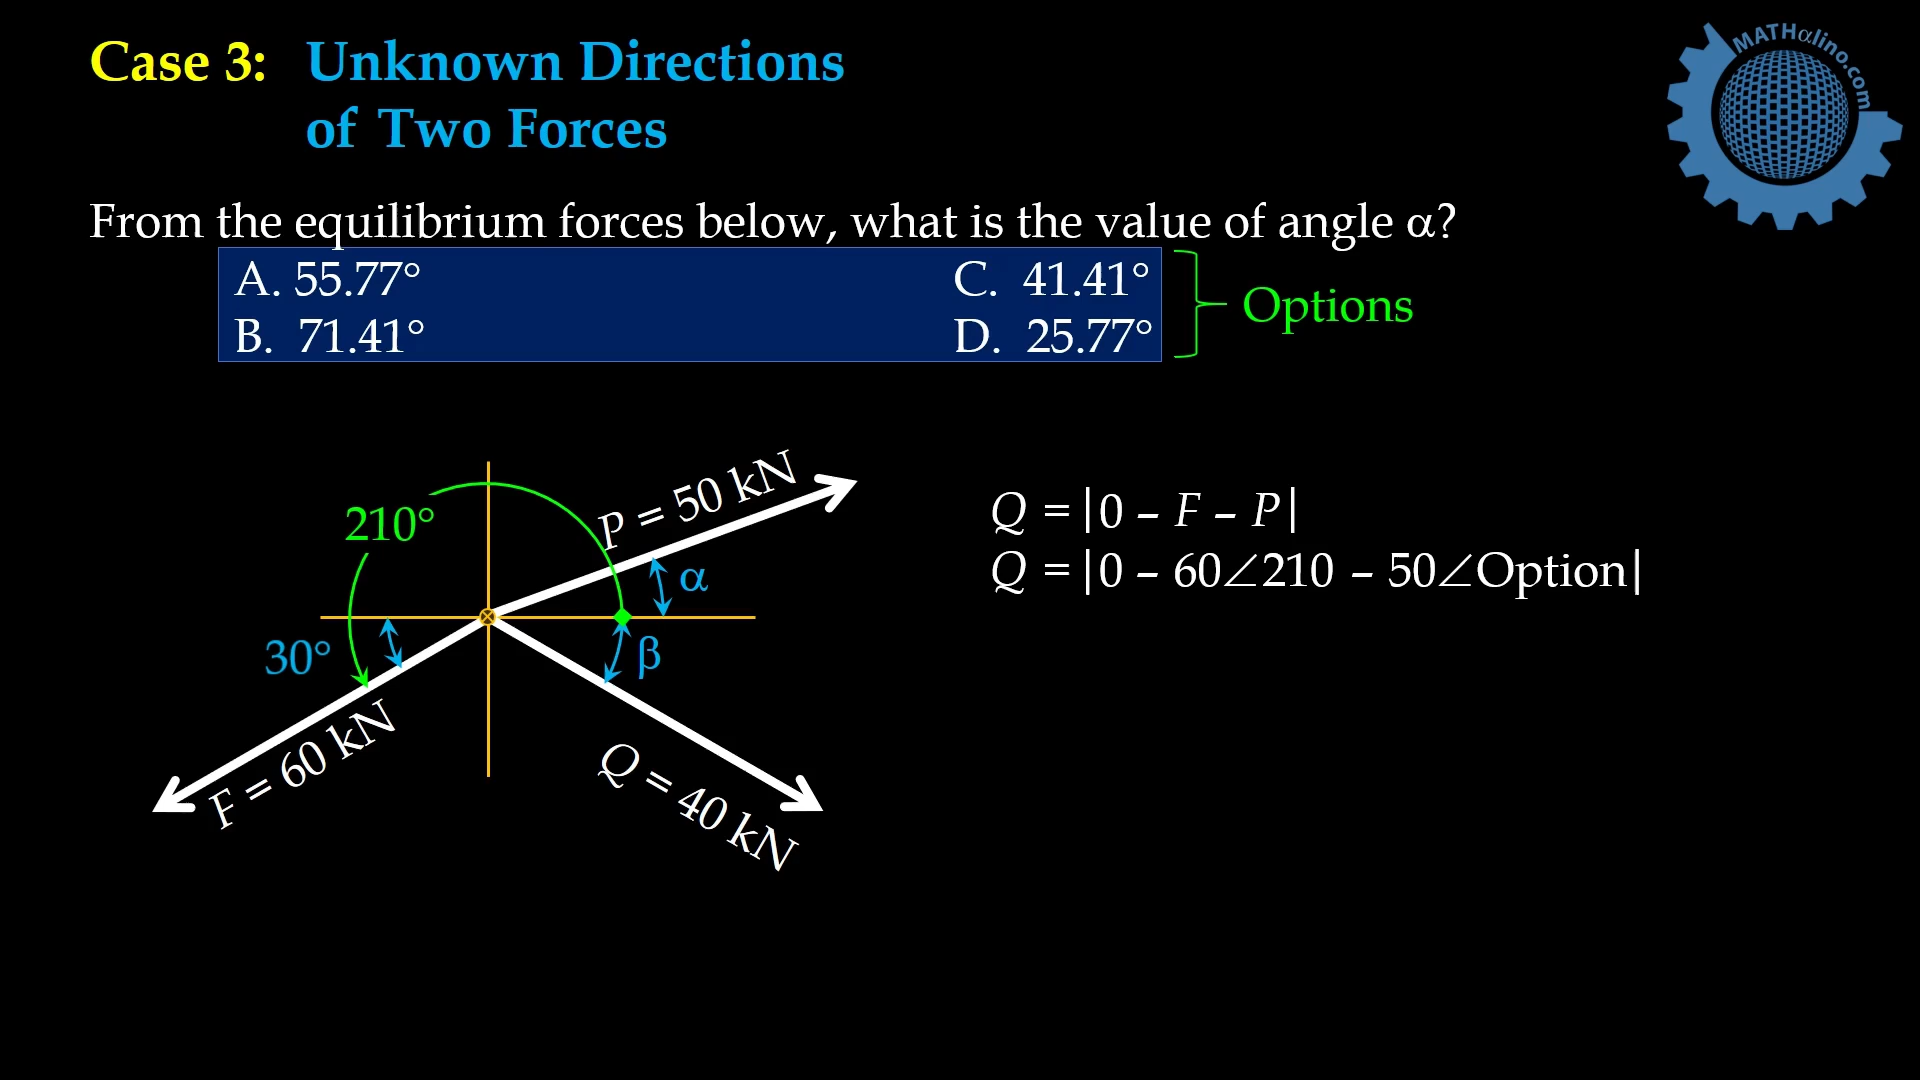 Case 3: Unknown Directions
of Two Forces
MATHαlino.com
From the equilibrium forces below, what is the value of angle α?
A. 55.77°
C. 41.41°
B. 71.41°
D. 25.77°
Options
210°
P = 50 kN
α
30°
β
F = 60 kN
Q = 40 kN
Q = |0 – F – P|
Q = |0 – 60∠210 – 50∠Option|